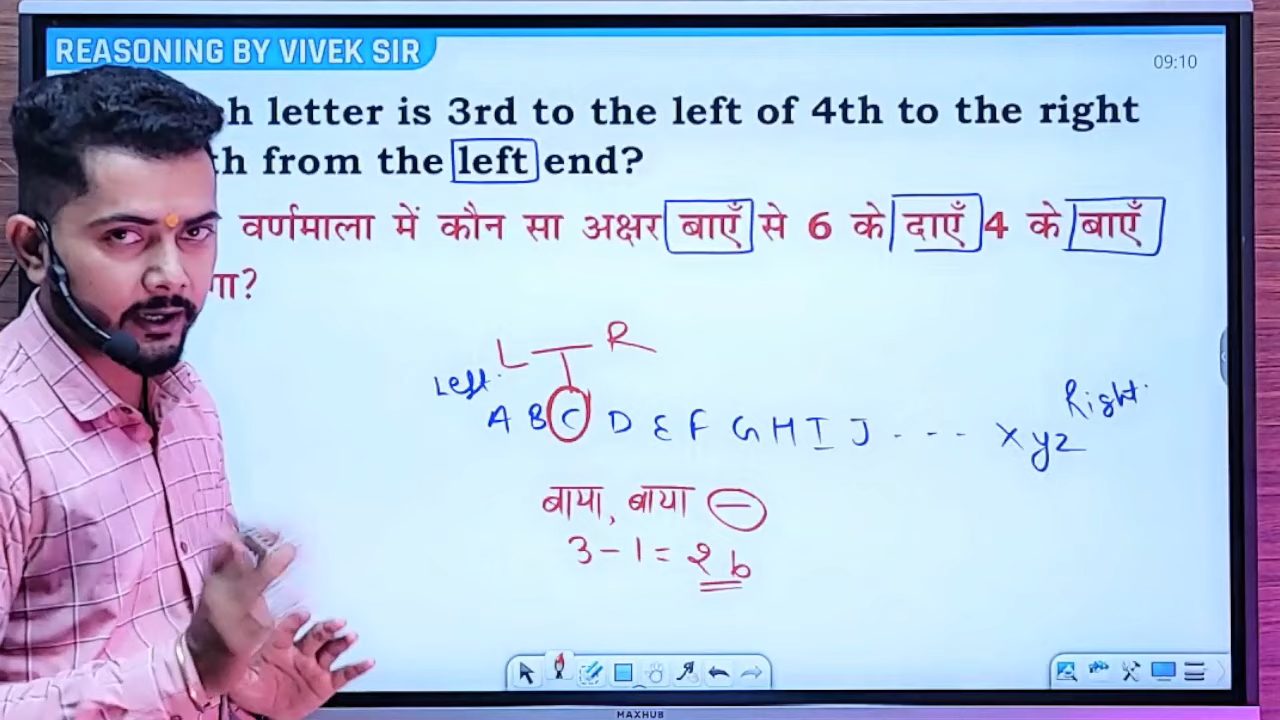 REASONING BY VIVEK SIR
09:10
letter is 3rd to the left of 4th to the right
from the left end?
वर्णमाला में कौन सा अक्षर बाएँ से 6 के दाएँ 4 के बाएँ
L R
Left Right
A B C D E F G H I J - - - X y z
बाया, बाया −
3 - 1 = 2 b
MAXHUB